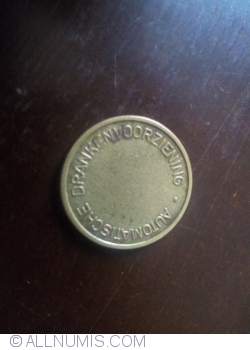 AUTOMATISCHE DRANKENVOORZIENING •
© ALLNUMIS.COM